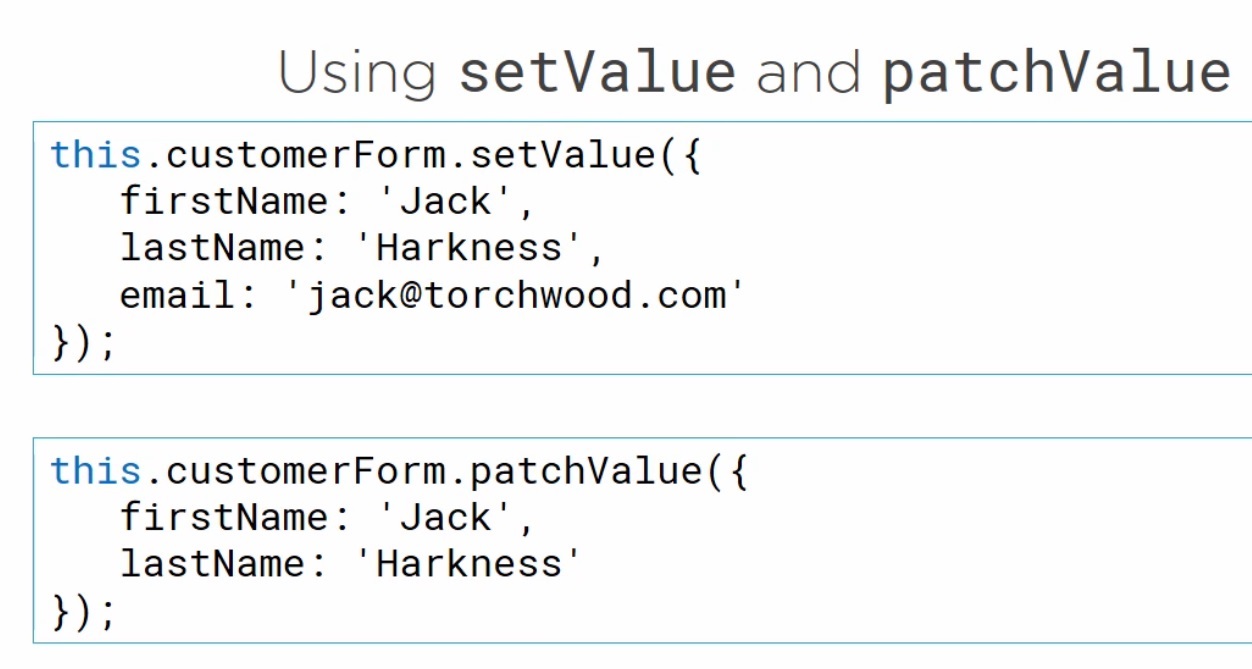 Using setValue and patchValue
this.customerForm.setValue({
   firstName: 'Jack',
   lastName: 'Harkness',
   email: 'jack@torchwood.com'
});
this.customerForm.patchValue({
   firstName: 'Jack',
   lastName: 'Harkness'
});